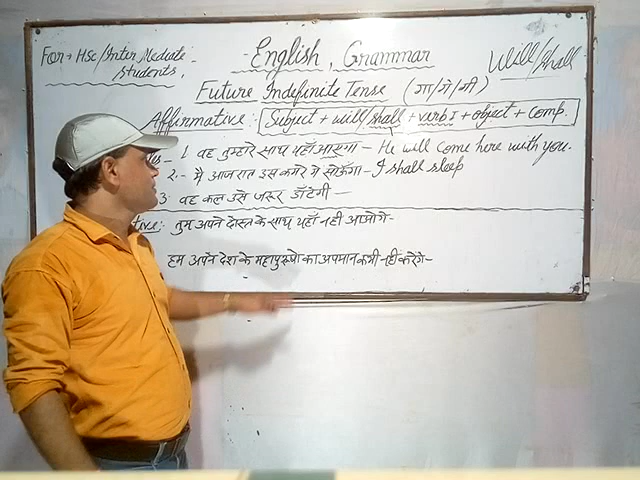 For → HSC/Inter Mediate students,
English, Grammar
Will/Shall
Future Indefinite Tense (गा/गे/गी)
Affirmative: Subject + will/shall + verb I + object + comp.
1. वह तुम्हारे साथ यहाँ आएगा - He will come here with you.
2. - मैं आज रात इस कमरे में सोऊँगा - I shall sleep
3 वह कल उसे जरूर डाँटेगी -
तुम अपने दोस्त के साथ यहाँ नहीं आओगे -
हम अपने देश के महापुरूषों का अपमान कभी नहीं करेंगे -